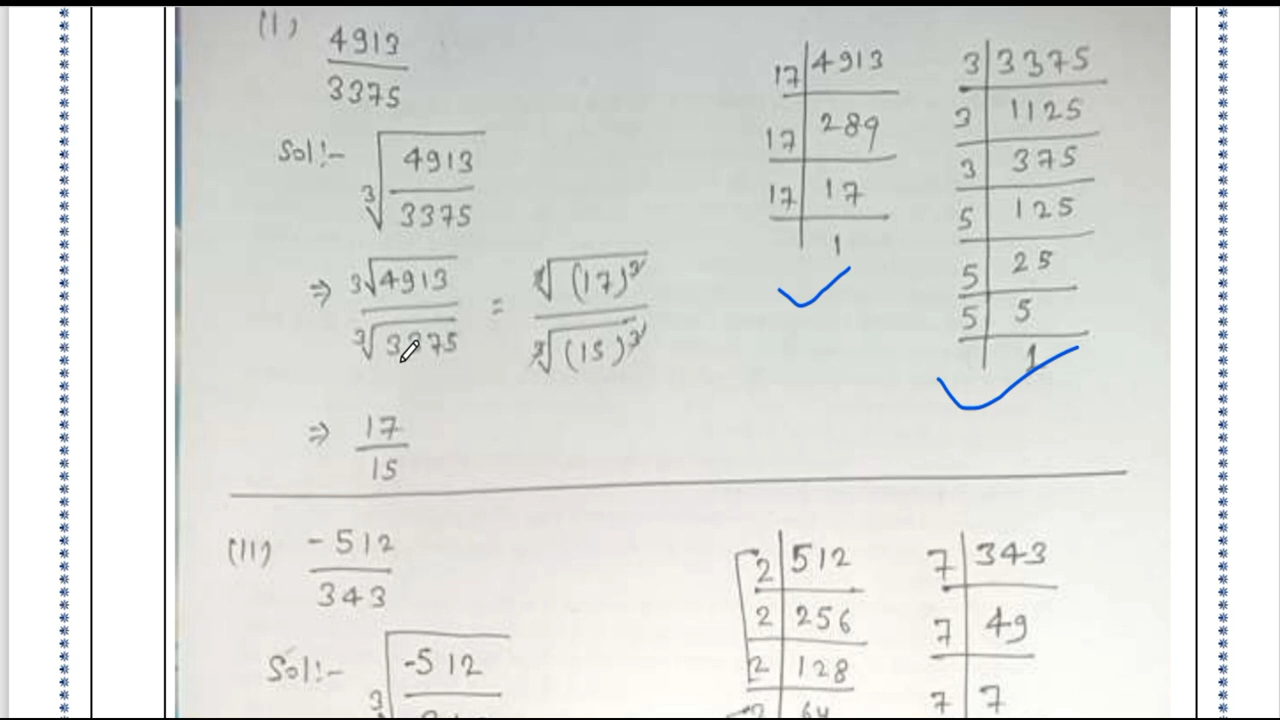 (I) 4913
3375
Sol:- ∛4913
3375
⇒ ∛4913 = ∛(17)³
∛3375 ∛(15)³
⇒ 17
15
17 | 4913
17 | 289
17 | 17
1
3 | 3375
3 | 1125
3 | 375
5 | 125
5 | 25
5 | 5
1
(II) -512
343
Sol:- ∛-512
2 | 512
2 | 256
2 | 128
2 | 64
7 | 343
7 | 49
7 | 7